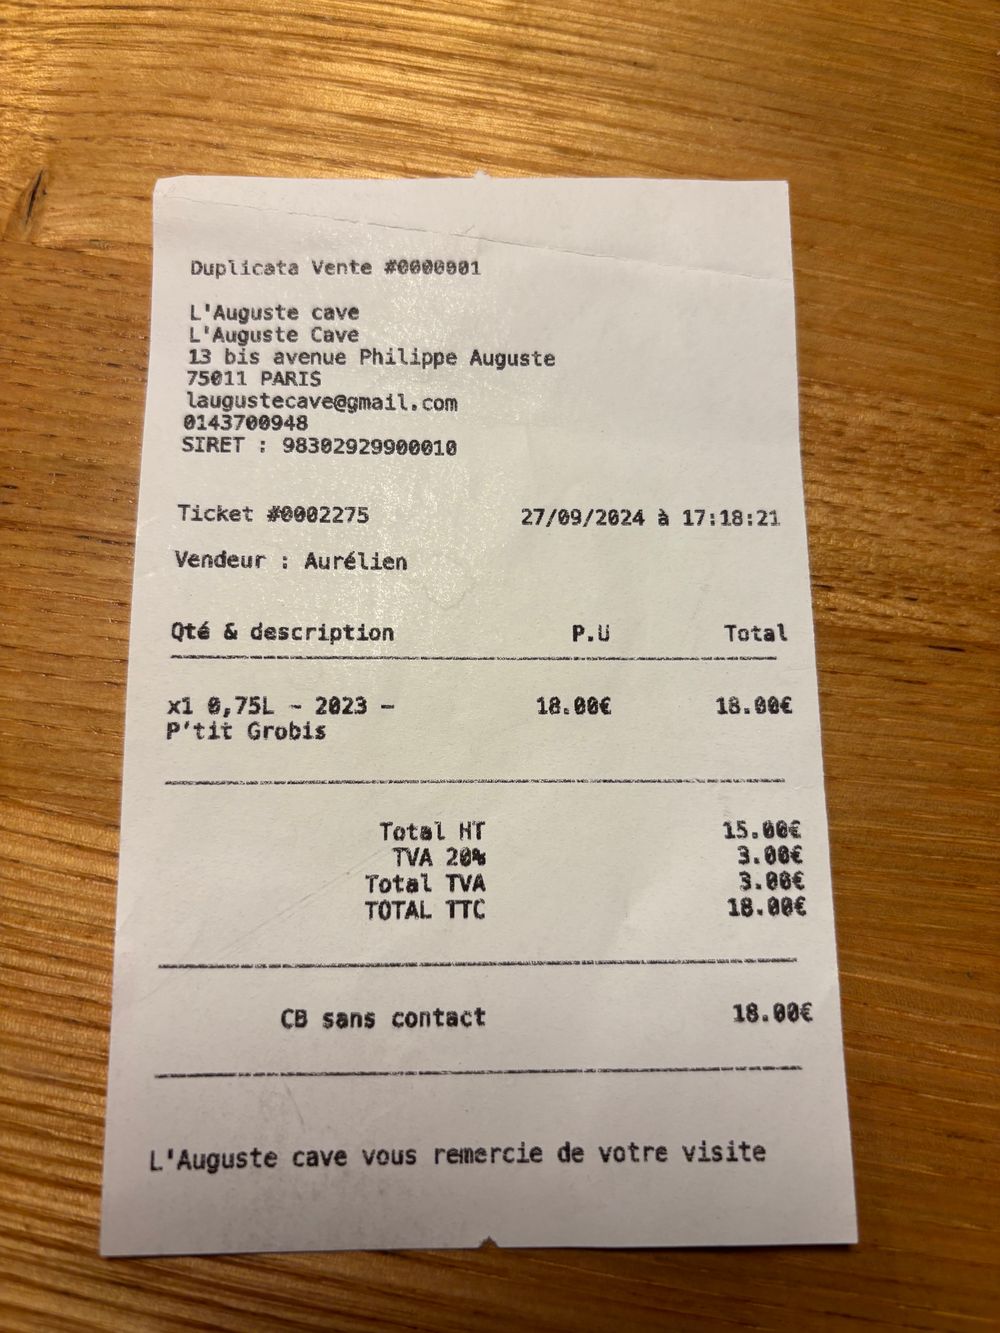 Duplicata Vente #0000901
L'Auguste cave
L'Auguste Cave
13 bis avenue Philippe Auguste
75011 PARIS
laugustecave@gmail.com
0143700948
SIRET : 98302929900010
Ticket #0002275 27/09/2024 à 17:18:21
Vendeur : Aurélien
Qté & description P.U Total
x1 0,75L - 2023 - 18.00€ 18.00€
P'tit Grobis
Total HT 15.00€
TVA 20% 3.00€
Total TVA 3.00€
TOTAL TTC 18.00€
CB sans contact 18.00€
L'Auguste cave vous remercie de votre visite